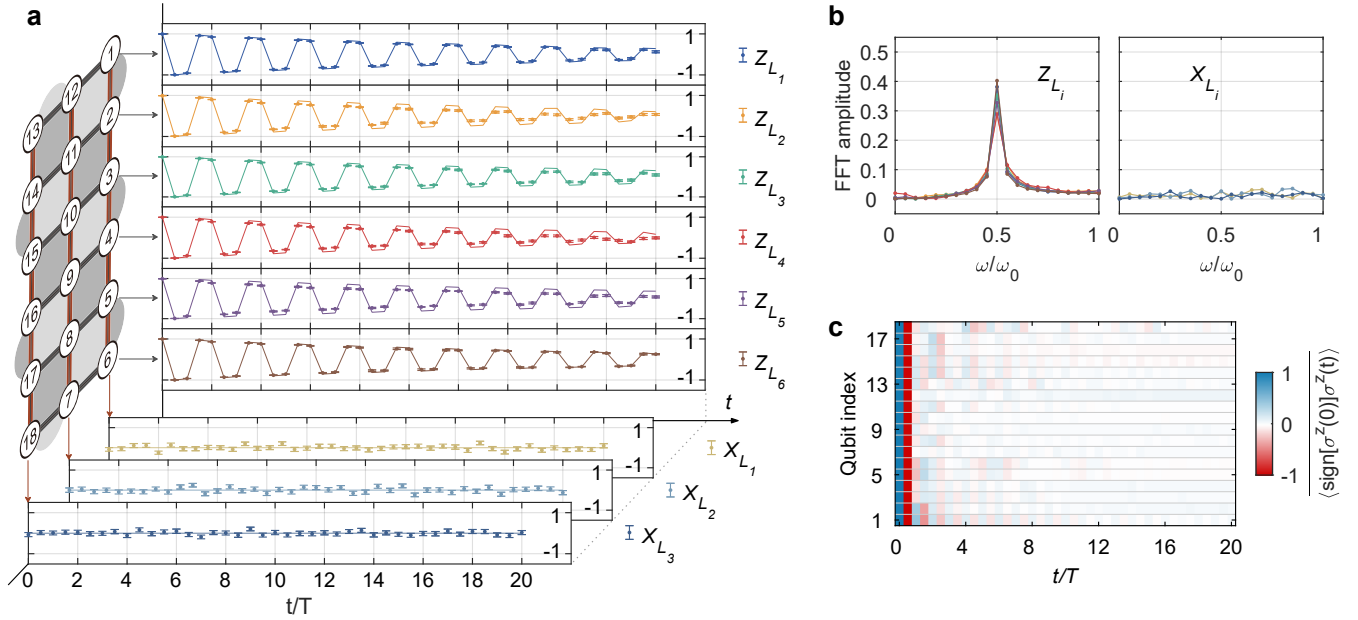 a
1
12
2
13
11
3
14
10
4
15
9
5
16
8
6
17
7
18
1
-1
Z_{L_1}
1
-1
Z_{L_2}
1
-1
Z_{L_3}
1
-1
Z_{L_4}
1
-1
Z_{L_5}
1
-1
Z_{L_6}
t
1
-1
X_{L_1}
1
-1
X_{L_2}
1
-1
X_{L_3}
0 2 4 6 8 10 12 14 16 18 20
t/T
b
FFT amplitude
0.5
0.4
0.3
0.2
0.1
0
Z_{L_i}
X_{L_i}
0 0.5 1
0 0.5 1
ω/ω_0
ω/ω_0
c
Qubit index
17
13
9
5
1
0 4 8 12 16 20
t/T
1
0
-1
⟨sign[σ^z(0)]σ^z(t)⟩